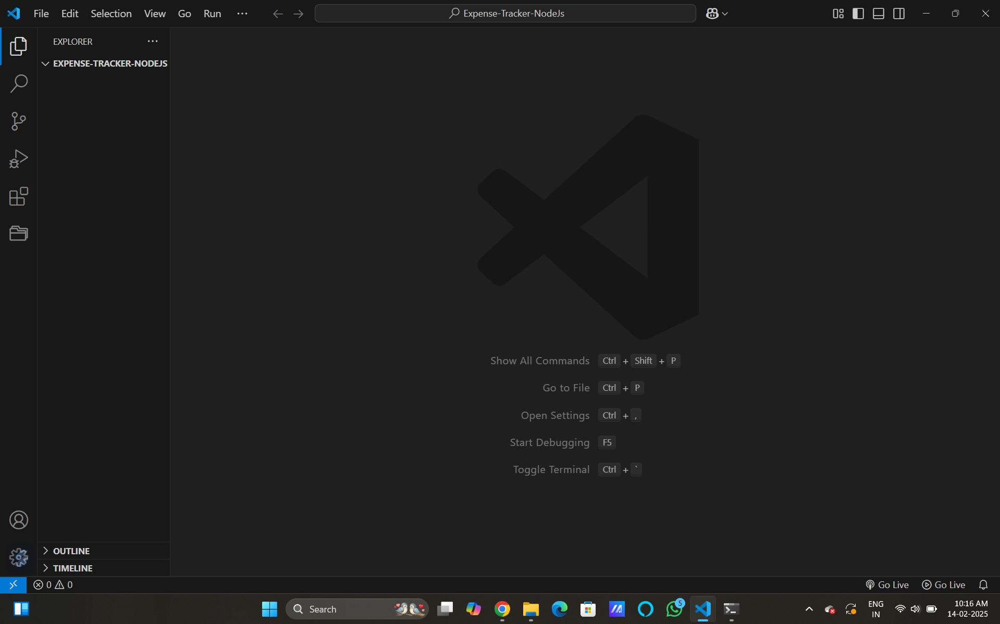 File Edit Selection View Go Run
Expense-Tracker-NodeJs
EXPLORER
EXPENSE-TRACKER-NODEJS
Show All Commands Ctrl + Shift + P
Go to File Ctrl + P
Open Settings Ctrl + ,
Start Debugging F5
Toggle Terminal Ctrl + `
OUTLINE
TIMELINE
0 0 Go Live Go Live
Search
5
ENG
IN
10:16 AM
14-02-2025